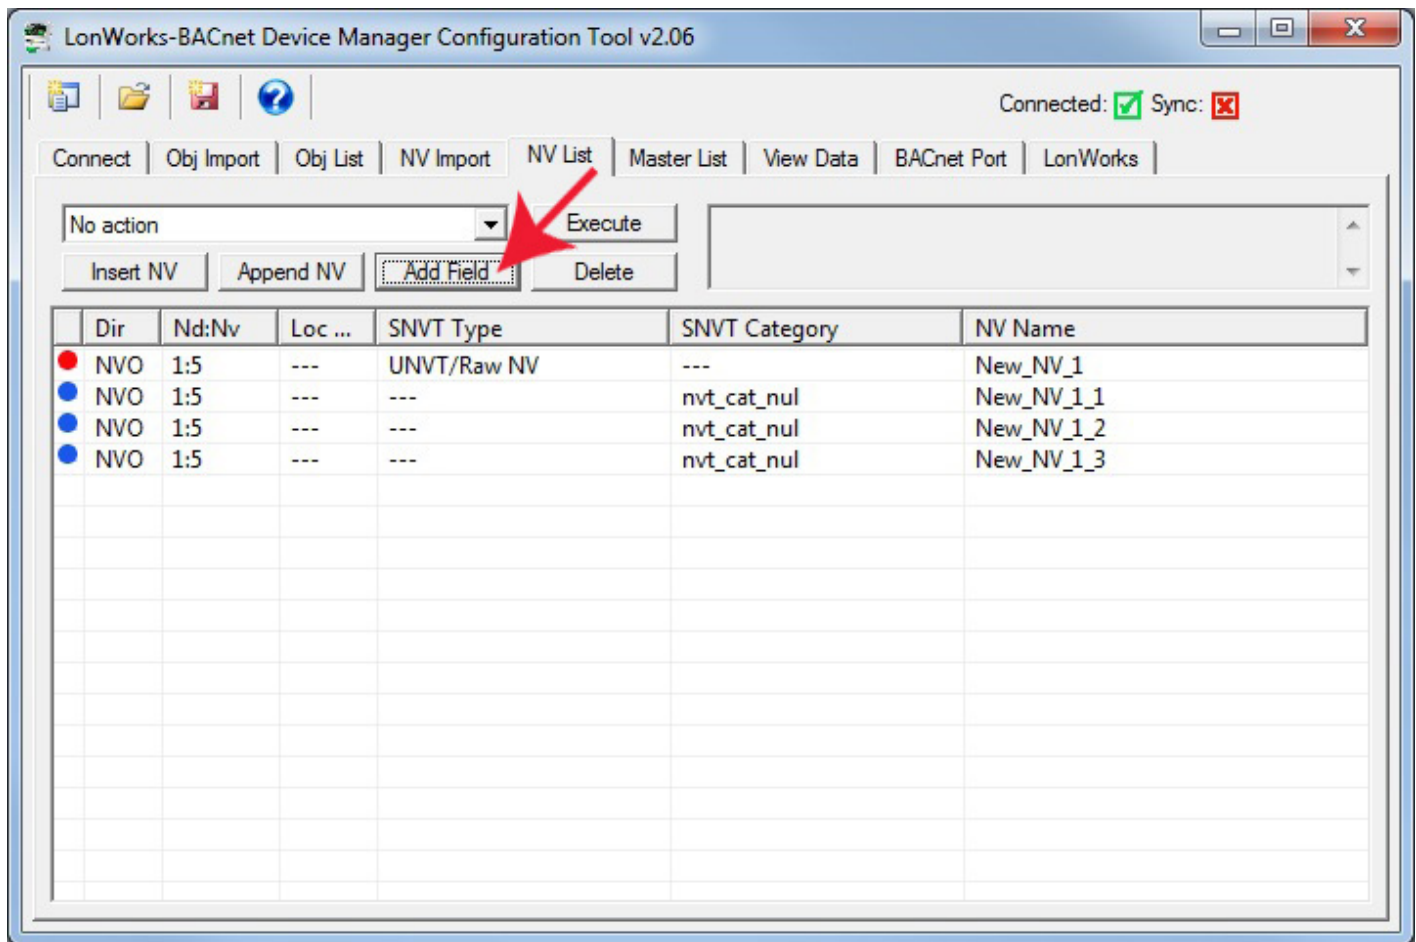 LonWorks-BACnet Device Manager Configuration Tool v2.06
Connected: Sync:
Connect Obj Import Obj List NV Import NV List Master List View Data BACnet Port LonWorks
No action Execute
Insert NV Append NV Add Field Delete
Dir Nd:Nv Loc ... SNVT Type SNVT Category NV Name
NVO 1:5 --- UNVT/Raw NV --- New_NV_1
NVO 1:5 --- --- nvt_cat_nul New_NV_1_1
NVO 1:5 --- --- nvt_cat_nul New_NV_1_2
NVO 1:5 --- --- nvt_cat_nul New_NV_1_3